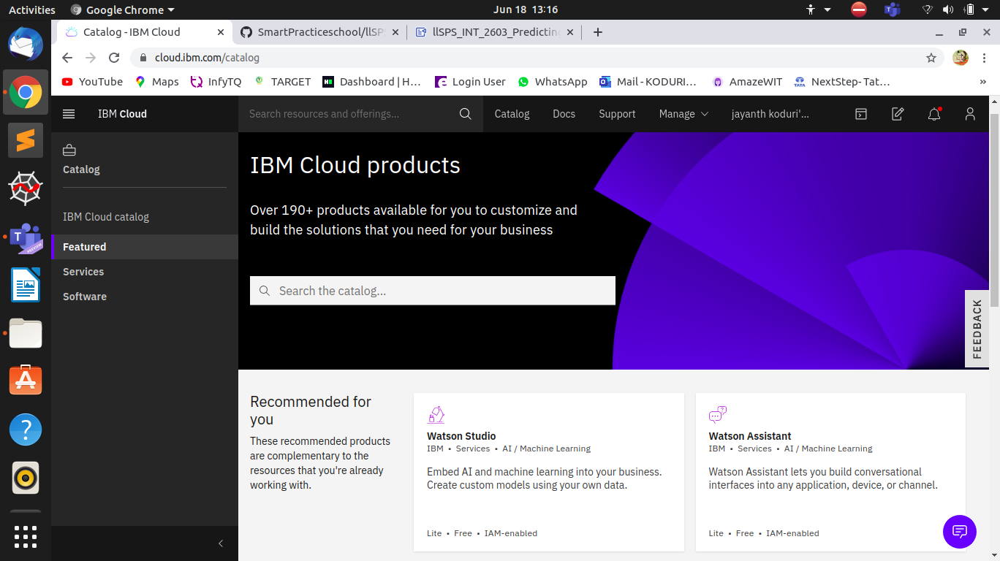 Activities
Google Chrome
Jun 18 13:16
Catalog - IBM Cloud
SmartPracticeschool/llSPS
llSPS_INT_2603_Predicting
cloud.ibm.com/catalog
YouTube
Maps
InfyTQ
TARGET
Dashboard | H...
Login User
WhatsApp
Mail - KODURI...
AmazeWIT
NextStep- Tat...
»
IBM Cloud
Search resources and offerings...
Catalog
Docs
Support
Manage
jayanth koduri'...
Catalog
IBM Cloud catalog
Featured
Services
Software
IBM Cloud products
Over 190+ products available for you to customize and
build the solutions that you need for your business
Search the catalog...
FEEDBACK
Recommended for
you
These recommended products
are complementary to the
resources that you're already
working with.
Watson Studio
IBM • Services • AI / Machine Learning
Embed AI and machine learning into your business.
Create custom models using your own data.
Lite • Free • IAM-enabled
Watson Assistant
IBM • Services • AI / Machine Learning
Watson Assistant lets you build conversational
interfaces into any application, device, or channel.
Lite • Free • IAM-enabled